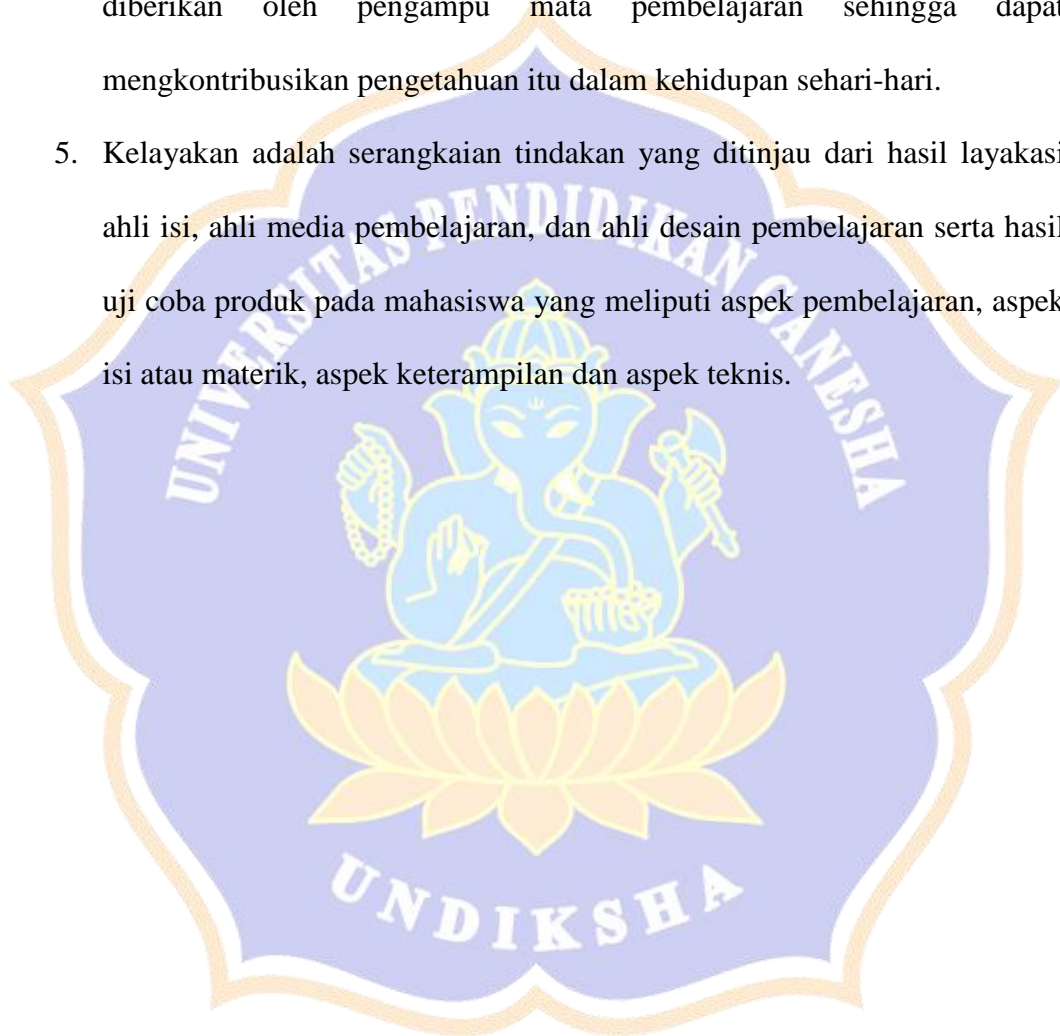 diberikan oleh pengampu mata pembelajaran sehingga dapat
mengkontribusikan pengetahuan itu dalam kehidupan sehari-hari.
5. Kelayakan adalah serangkaian tindakan yang ditinjau dari hasil layakasi
ahli isi, ahli media pembelajaran, dan ahli desain pembelajaran serta hasil
uji coba produk pada mahasiswa yang meliputi aspek pembelajaran, aspek
isi atau materik, aspek keterampilan dan aspek teknis.
UNIVERSITAS PENDIDIKAN GANESHA
UNDIKSHA